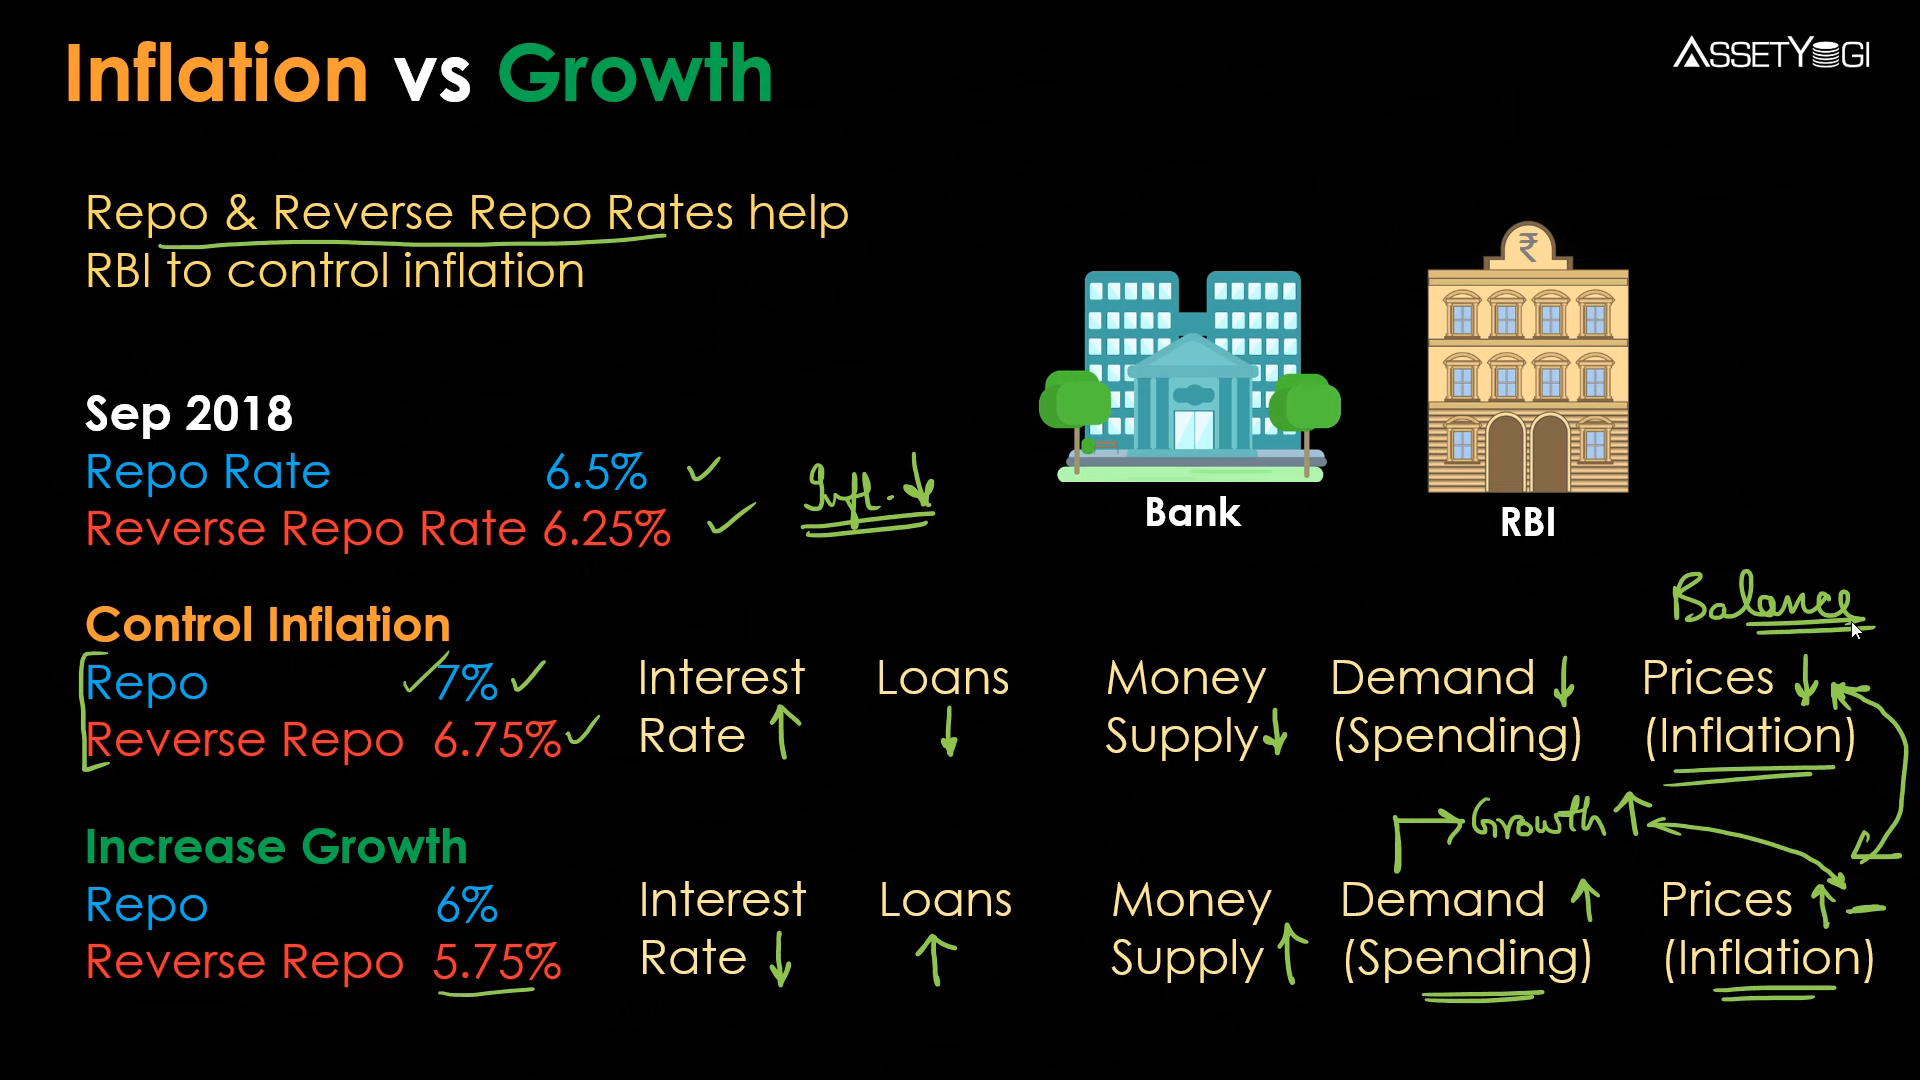 Inflation vs Growth
ASSETYOGI
Repo & Reverse Repo Rates help
RBI to control inflation
₹
Sep 2018
Repo Rate 6.5%
Reverse Repo Rate 6.25%
Infl. ↓
Bank
RBI
Balance
Control Inflation
Repo 7%
Reverse Repo 6.75%
Interest
Rate ↑
Loans
↓
Money
Supply ↓
Demand ↓
(Spending)
Prices ↓
(Inflation)
Growth ↑
Increase Growth
Repo 6%
Reverse Repo 5.75%
Interest
Rate ↓
Loans
↑
Money
Supply ↑
Demand ↑
(Spending)
Prices ↑
(Inflation)